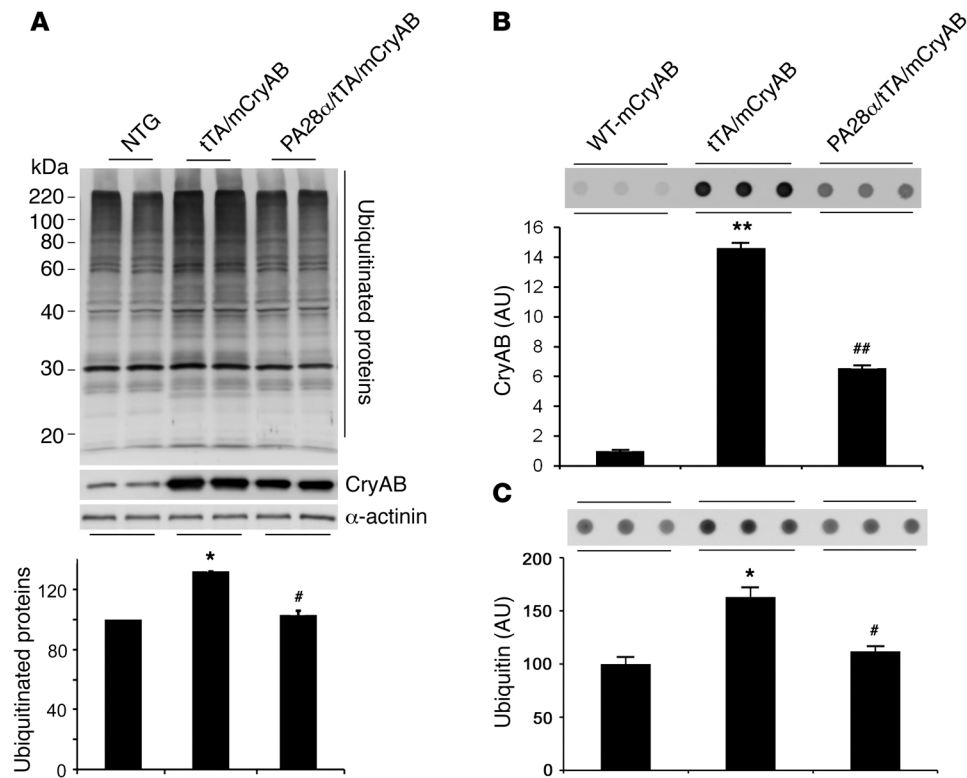 A
NTG
tTA/mCryAB
PA28α/tTA/mCryAB
kDa
220
100
80
60
40
30
20
Ubiquitinated proteins
CryAB
α-actinin
Ubiquitinated proteins
120
80
40
0
*
#
B
WT-mCryAB
tTA/mCryAB
PA28α/tTA/mCryAB
CryAB (AU)
16
14
12
10
8
6
4
2
0
**
##
C
Ubiquitin (AU)
200
150
100
50
0
*
#